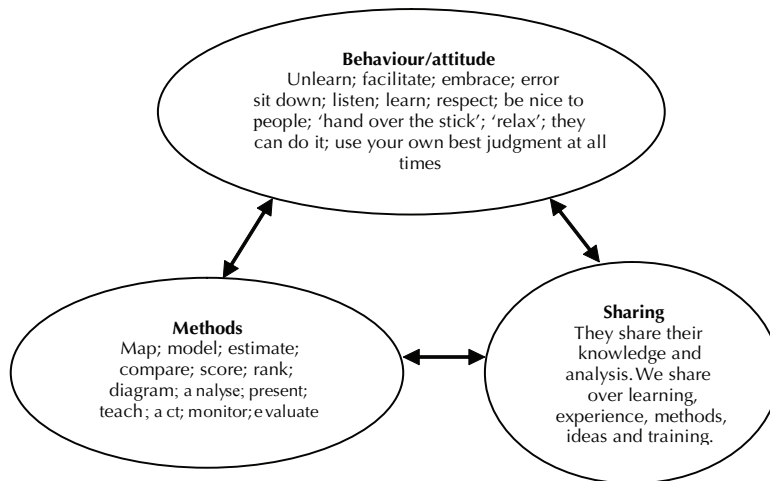 Behaviour/attitude
Unlearn; facilitate; embrace; error
sit down; listen; learn; respect; be nice to
people; ‘hand over the stick’; ‘relax’; they
can do it; use your own best judgment at all
times
Methods
Map; model; estimate;
compare; score; rank;
diagram; a nalyse; present;
teach; a ct; monitor; e valuate
Sharing
They share their
knowledge and
analysis. We share
over learning,
experience, methods,
ideas and training.